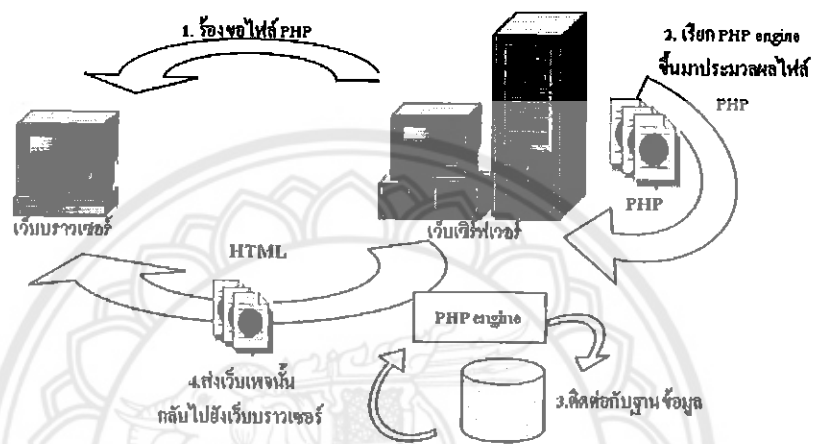 1. ร้องขอไฟล์ PHP
2. เรียก PHP engine
ขึ้นมาประมวลผลไฟล์
PHP
PHP
เว็บบราวเซอร์
เว็บเซิร์ฟเวอร์
HTML
PHP engine
4.ส่งเว็บเพจนั้น
กลับไปยังเว็บบราวเซอร์
3.ติดต่อกับฐาน ข้อมูล